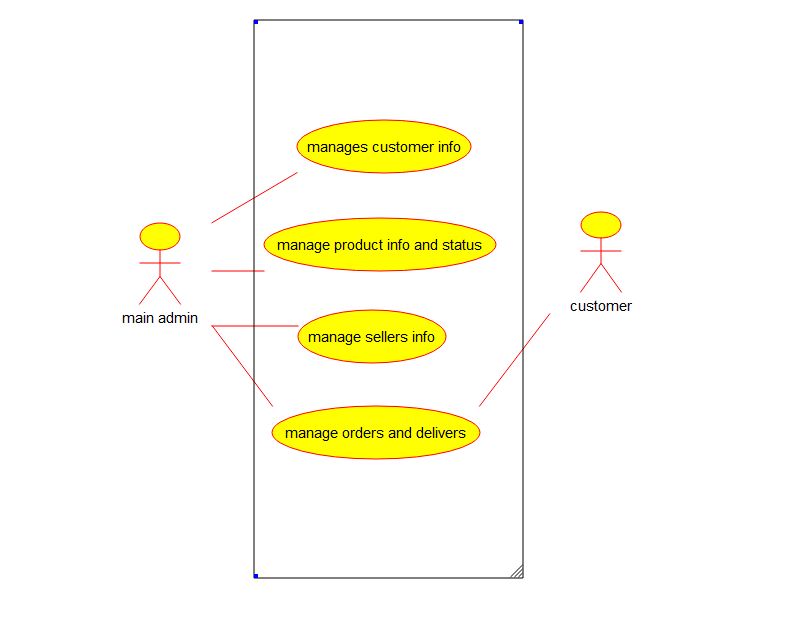 manages customer info
manage product info and status
main admin
customer
manage sellers info
manage orders and delivers